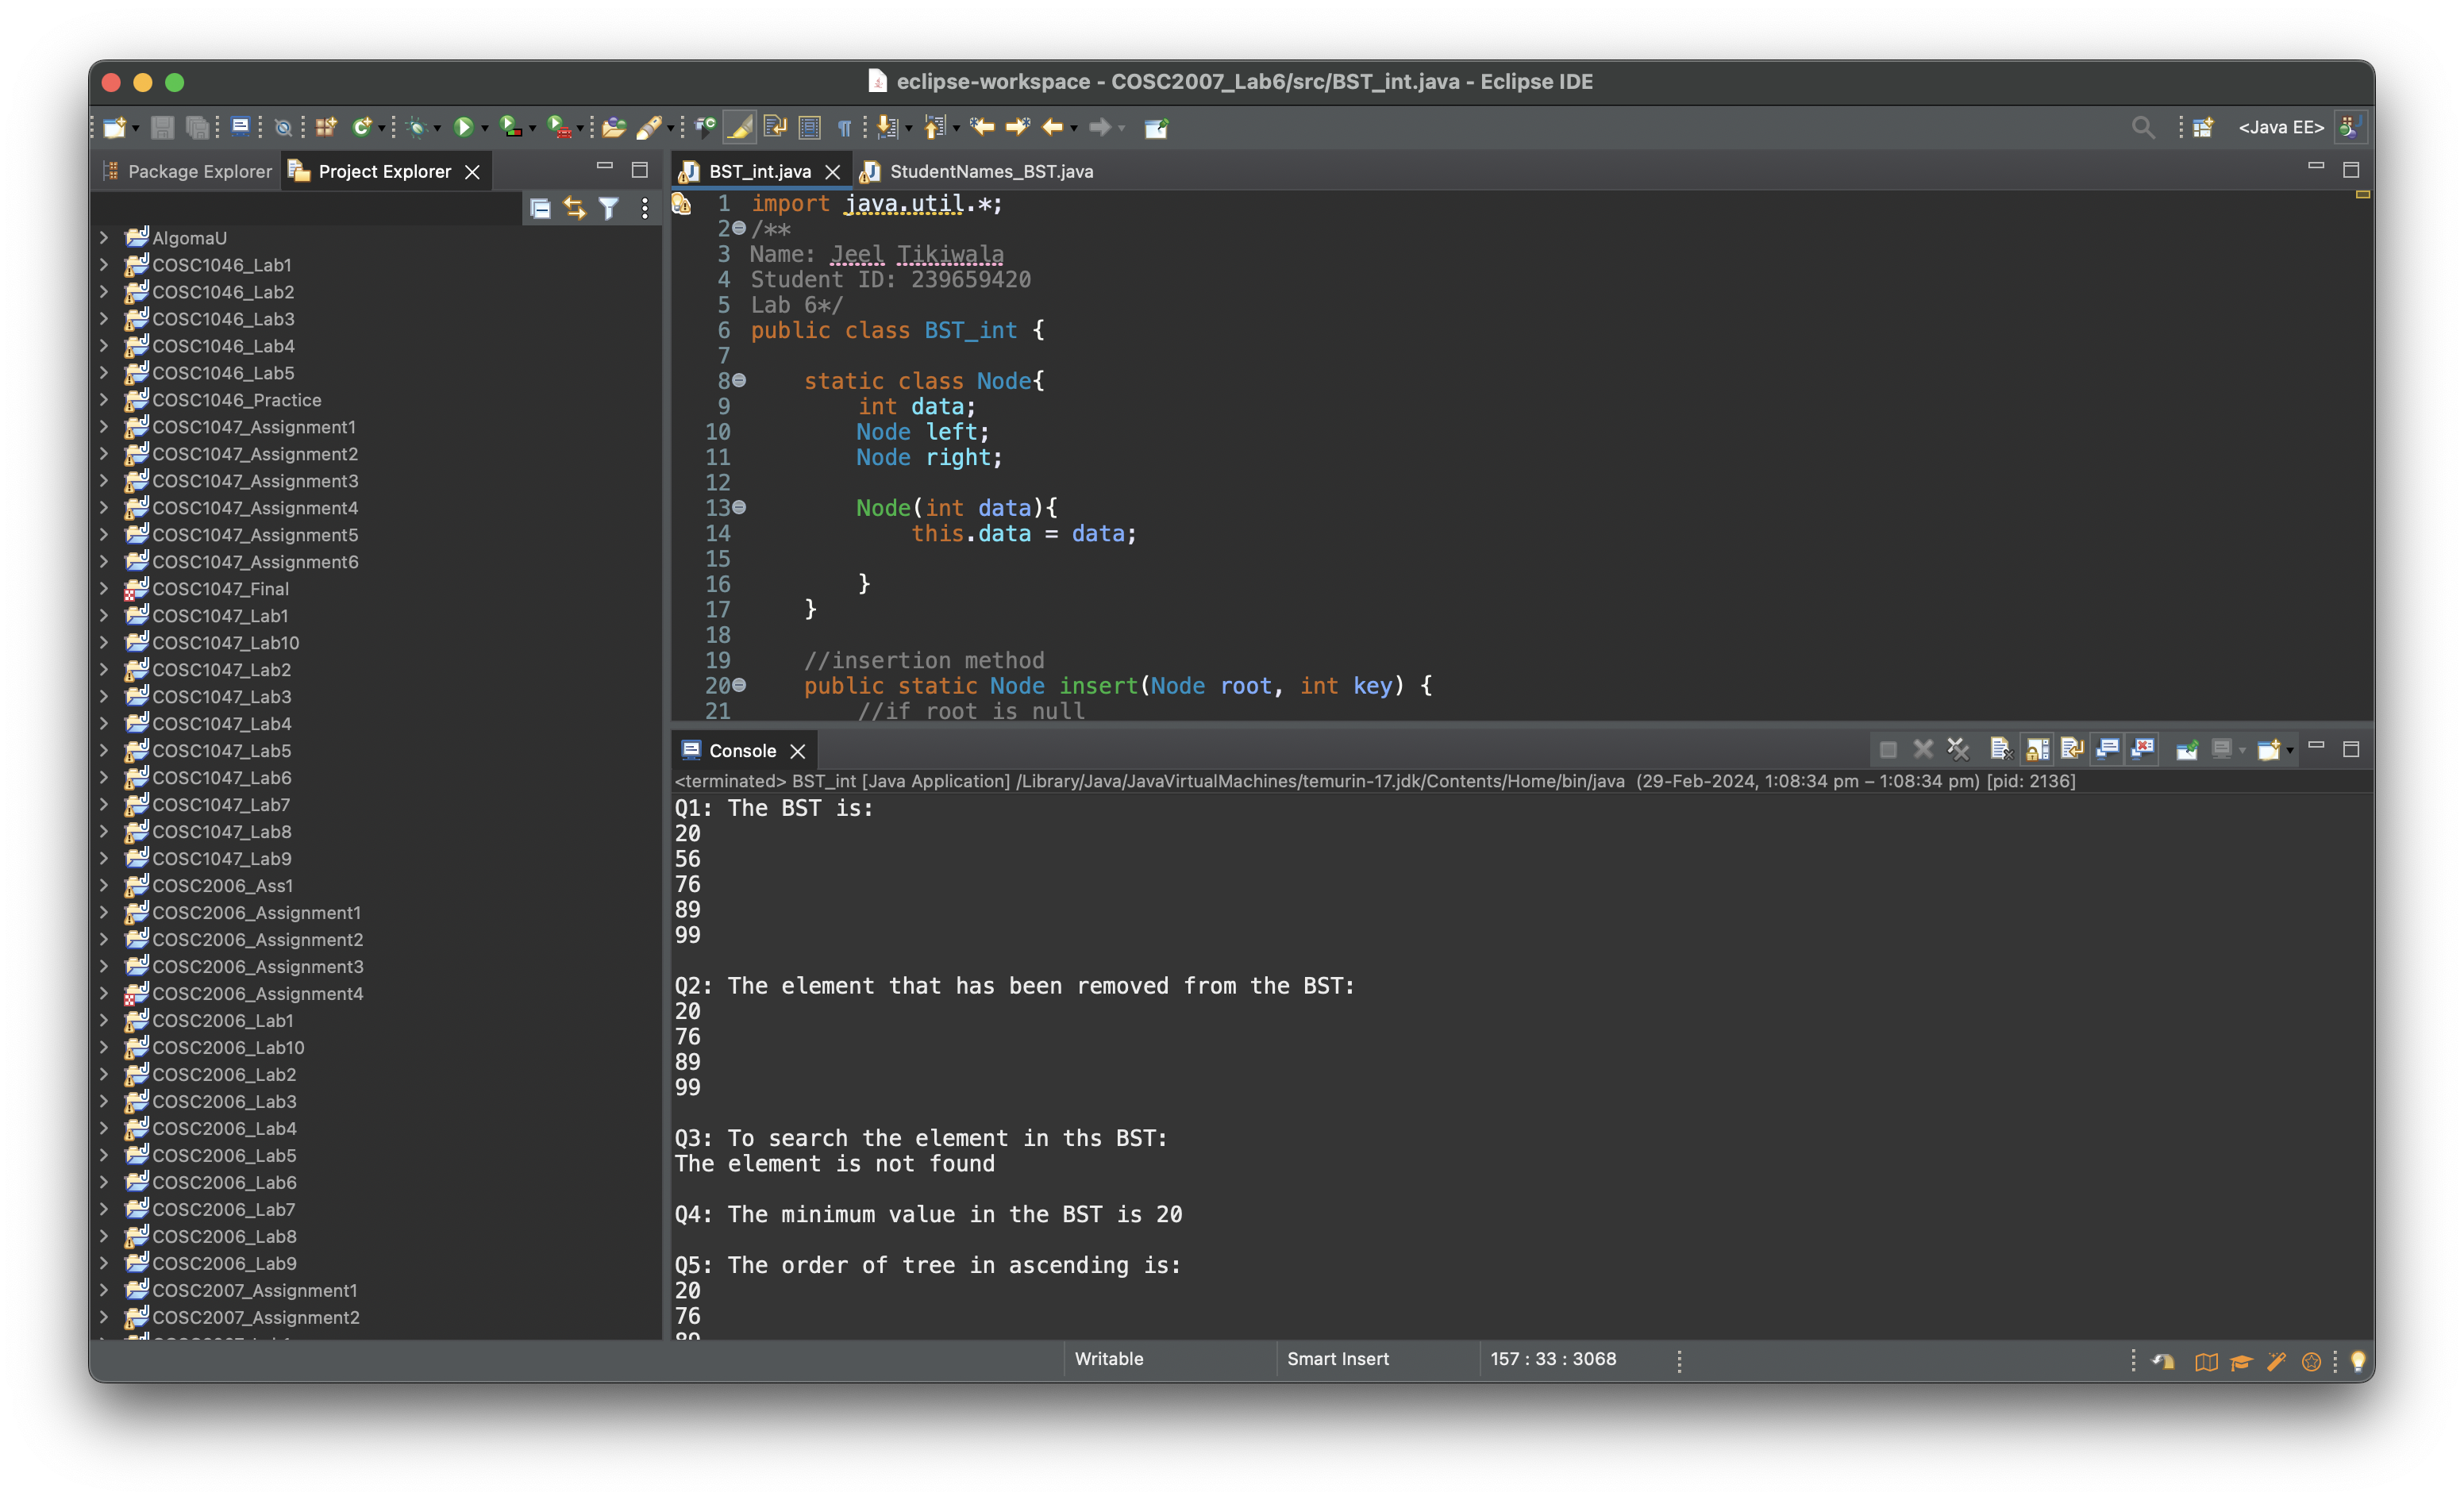 eclipse-workspace - COSC2007_Lab6/src/BST_int.java - Eclipse IDE
<Java EE>
Package Explorer
Project Explorer
AlgomaU
COSC1046_Lab1
COSC1046_Lab2
COSC1046_Lab3
COSC1046_Lab4
COSC1046_Lab5
COSC1046_Practice
COSC1047_Assignment1
COSC1047_Assignment2
COSC1047_Assignment3
COSC1047_Assignment4
COSC1047_Assignment5
COSC1047_Assignment6
COSC1047_Final
COSC1047_Lab1
COSC1047_Lab10
COSC1047_Lab2
COSC1047_Lab3
COSC1047_Lab4
COSC1047_Lab5
COSC1047_Lab6
COSC1047_Lab7
COSC1047_Lab8
COSC1047_Lab9
COSC2006_Ass1
COSC2006_Assignment1
COSC2006_Assignment2
COSC2006_Assignment3
COSC2006_Assignment4
COSC2006_Lab1
COSC2006_Lab10
COSC2006_Lab2
COSC2006_Lab3
COSC2006_Lab4
COSC2006_Lab5
COSC2006_Lab6
COSC2006_Lab7
COSC2006_Lab8
COSC2006_Lab9
COSC2007_Assignment1
COSC2007_Assignment2
BST_int.java
StudentNames_BST.java
1 import java.util.*;
2 /**
3 Name: Jeel Tikiwala
4 Student ID: 239659420
5 Lab 6*/
6 public class BST_int {
7
8 static class Node{
9 int data;
10 Node left;
11 Node right;
12
13 Node(int data){
14 this.data = data;
15
16 }
17 }
18
19 //insertion method
20 public static Node insert(Node root, int key) {
21 //if root is null
Console
<terminated> BST_int [Java Application] /Library/Java/JavaVirtualMachines/temurin-17.jdk/Contents/Home/bin/java (29-Feb-2024, 1:08:34 pm – 1:08:34 pm) [pid: 2136]
Q1: The BST is:
20
56
76
89
99
Q2: The element that has been removed from the BST:
20
76
89
99
Q3: To search the element in ths BST:
The element is not found
Q4: The minimum value in the BST is 20
Q5: The order of tree in ascending is:
20
76
Writable
Smart Insert
157 : 33 : 3068